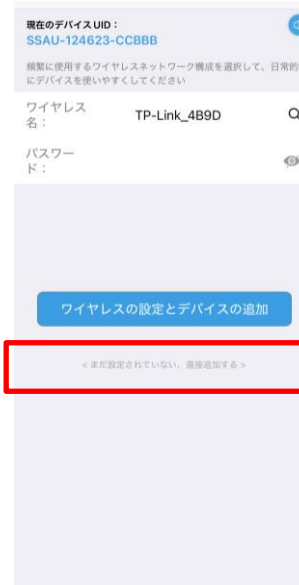 現在のデバイスUID：
SSAU-124623-CCBBB
頻繁に使用するワイヤレスネットワーク構成を選択して、日常的
にデバイスを使いやすくしてください
ワイヤレス
名：
TP-Link_4B9D
パスワー
ド：
ワイヤレスの設定とデバイスの追加
< まだ設定されていない、直接追加する >